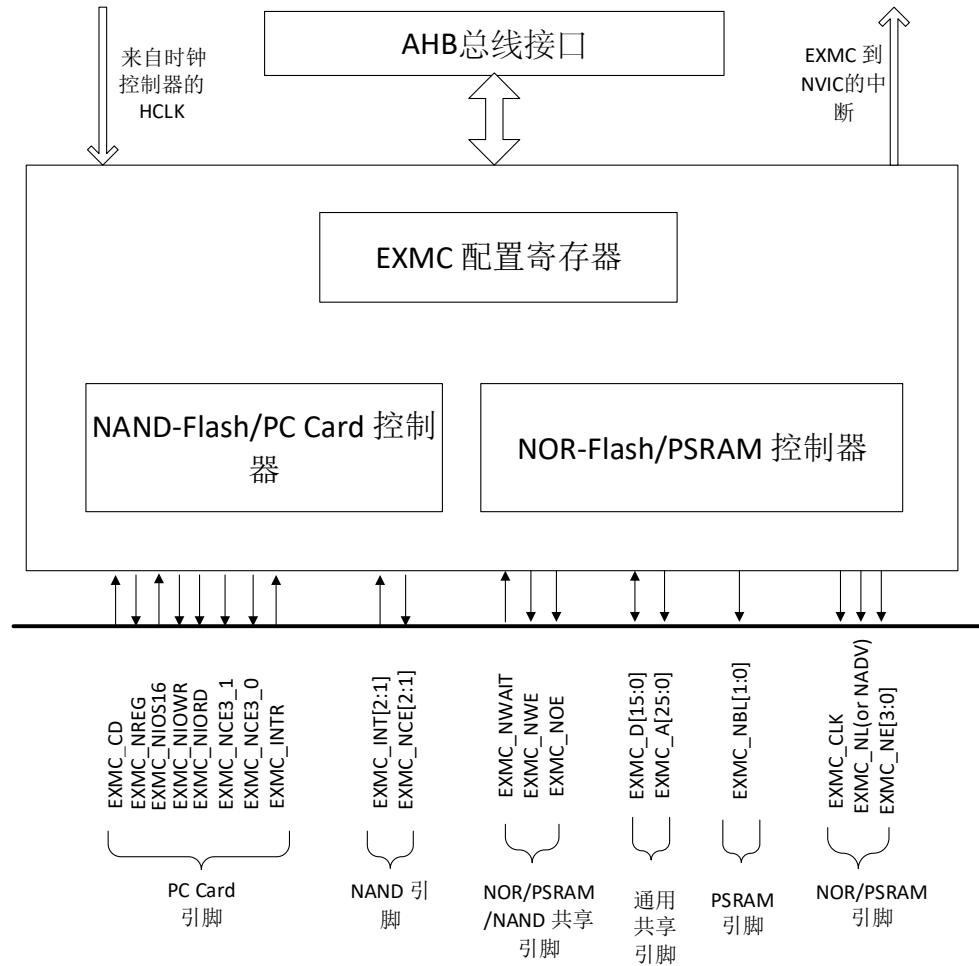 来自时钟
控制器的
HCLK
AHB总线接口
EXMC 到
NVIC的中
断
EXMC 配置寄存器
NAND-Flash/PC Card 控制
器
NOR-Flash/PSRAM 控制器
EXMC_CD
EXMC_NREG
EXMC_NIOS16
EXMC_NIOWR
EXMC_NIORD
EXMC_NCE3_1
EXMC_NCE3_0
EXMC_INTR
EXMC_INT[2:1]
EXMC_NCE[2:1]
EXMC_NWAIT
EXMC_NWE
EXMC_NOE
EXMC_D[15:0]
EXMC_A[25:0]
EXMC_NBL[1:0]
EXMC_CLK
EXMC_NL(or NADV)
EXMC_NE[3:0]
PC Card
引脚
NAND 引
脚
NOR/PSRAM
/NAND 共享
引脚
通用
共享
引脚
PSRAM
引脚
NOR/PSRAM
引脚